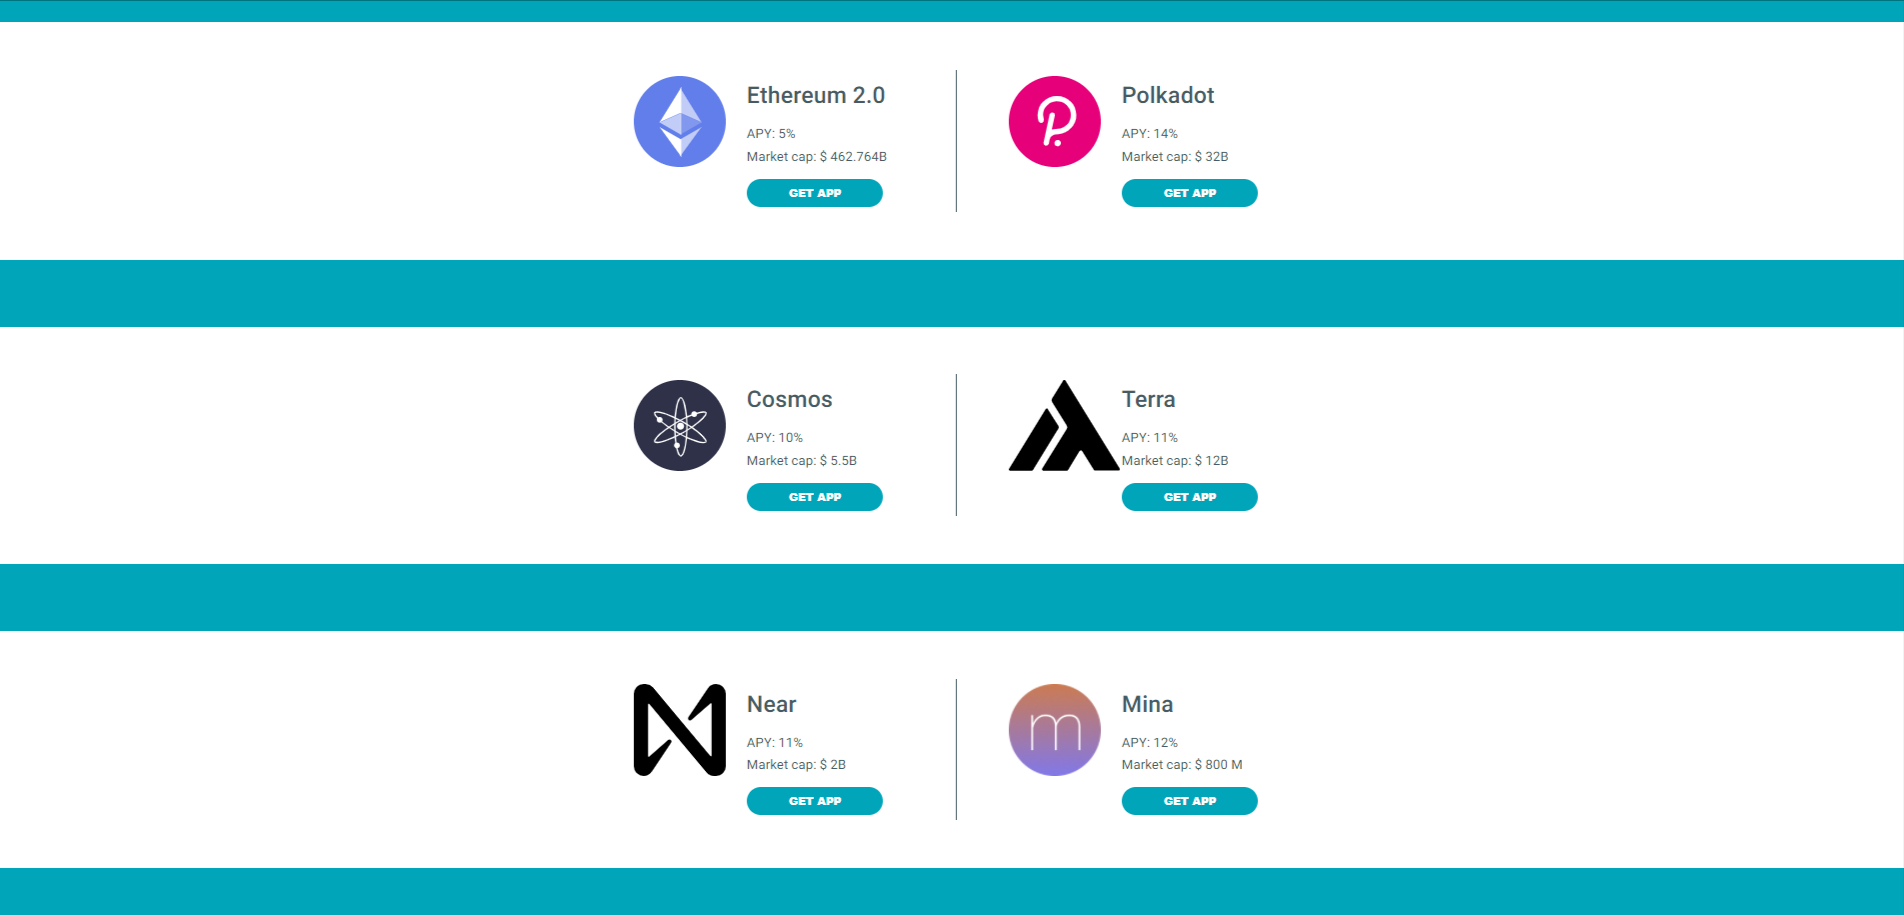 Ethereum 2.0
APY: 5%
Market cap: $ 462.764B
GET APP
Polkadot
APY: 14%
Market cap: $ 32B
GET APP
Cosmos
APY: 10%
Market cap: $ 5.5B
GET APP
Terra
APY: 11%
Market cap: $ 12B
GET APP
Near
APY: 11%
Market cap: $ 2B
GET APP
m
Mina
APY: 12%
Market cap: $ 800 M
GET APP